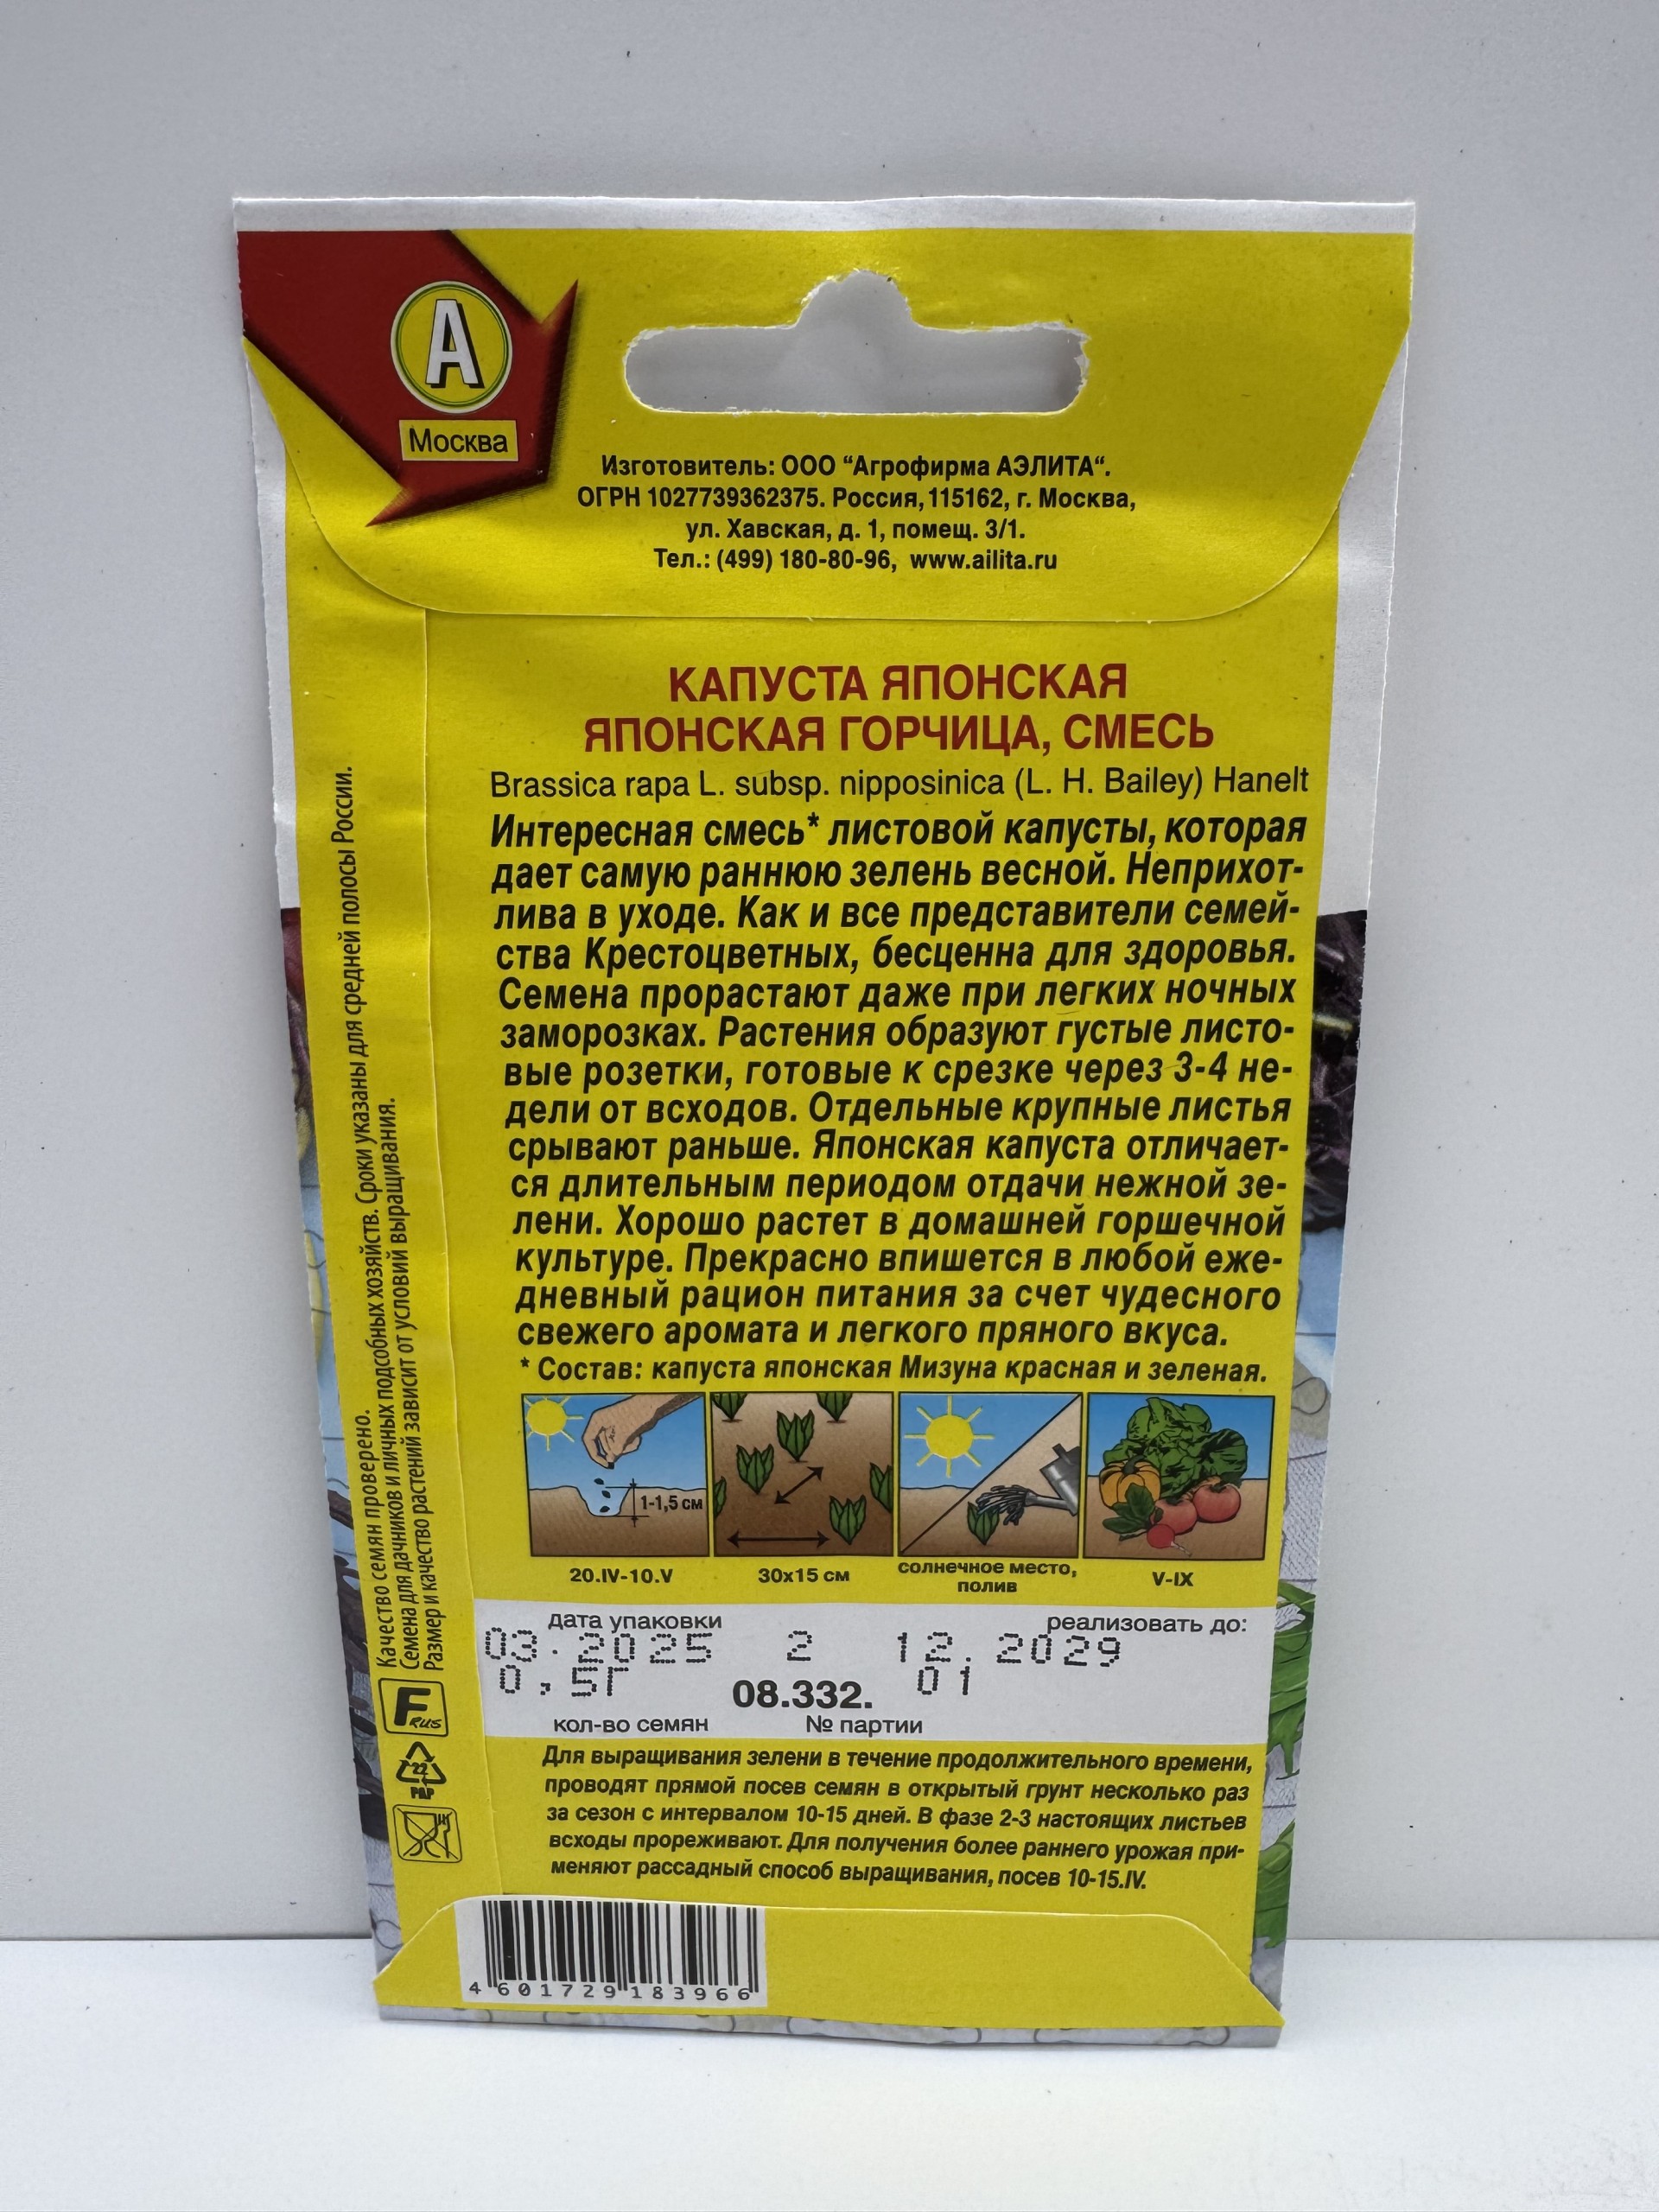 А
Москва
Изготовитель: ООО “Агрофирма АЭЛИТА“.
ОГРН 1027739362375. Россия, 115162, г. Москва,
ул. Хавская, д. 1, помещ. 3/1.
Тел.: (499) 180-80-96, www.ailita.ru
КАПУСТА ЯПОНСКАЯ
ЯПОНСКАЯ ГОРЧИЦА, СМЕСЬ
Brassica rapa L. subsp. nipposinica (L. H. Bailey) Hanelt
Интересная смесь* листовой капусты, которая
дает самую раннюю зелень весной. Неприхот-
лива в уходе. Как и все представители семей-
ства Крестоцветных, бесценна для здоровья.
Семена прорастают даже при легких ночных
заморозках. Растения образуют густые листо-
вые розетки, готовые к срезке через 3-4 не-
дели от всходов. Отдельные крупные листья
срывают раньше. Японская капуста отличает-
ся длительным периодом отдачи нежной зе-
лени. Хорошо растет в домашней горшечной
культуре. Прекрасно впишется в любой еже-
дневный рацион питания за счет чудесного
свежего аромата и легкого пряного вкуса.
* Состав: капуста японская Мизуна красная и зеленая.
1-1,5 см
20.IV-10.V
30x15 см
солнечное место,
полив
V-IX
дата упаковки
реализовать до:
03.2025 2 12.2029
0,5Г 08.332. 01
кол-во семян
№ партии
Для выращивания зелени в течение продолжительного времени,
проводят прямой посев семян в открытый грунт несколько раз
за сезон с интервалом 10-15 дней. В фазе 2-3 настоящих листьев
всходы прореживают. Для получения более раннего урожая при-
меняют рассадный способ выращивания, посев 10-15.IV.
Качество семян проверено.
Семена для дачников и личных подсобных хозяйств. Сроки указаны для средней полосы России.
Размер и качество растений зависит от условий выращивания.
F RUS
22
PAP
4 601729 183966